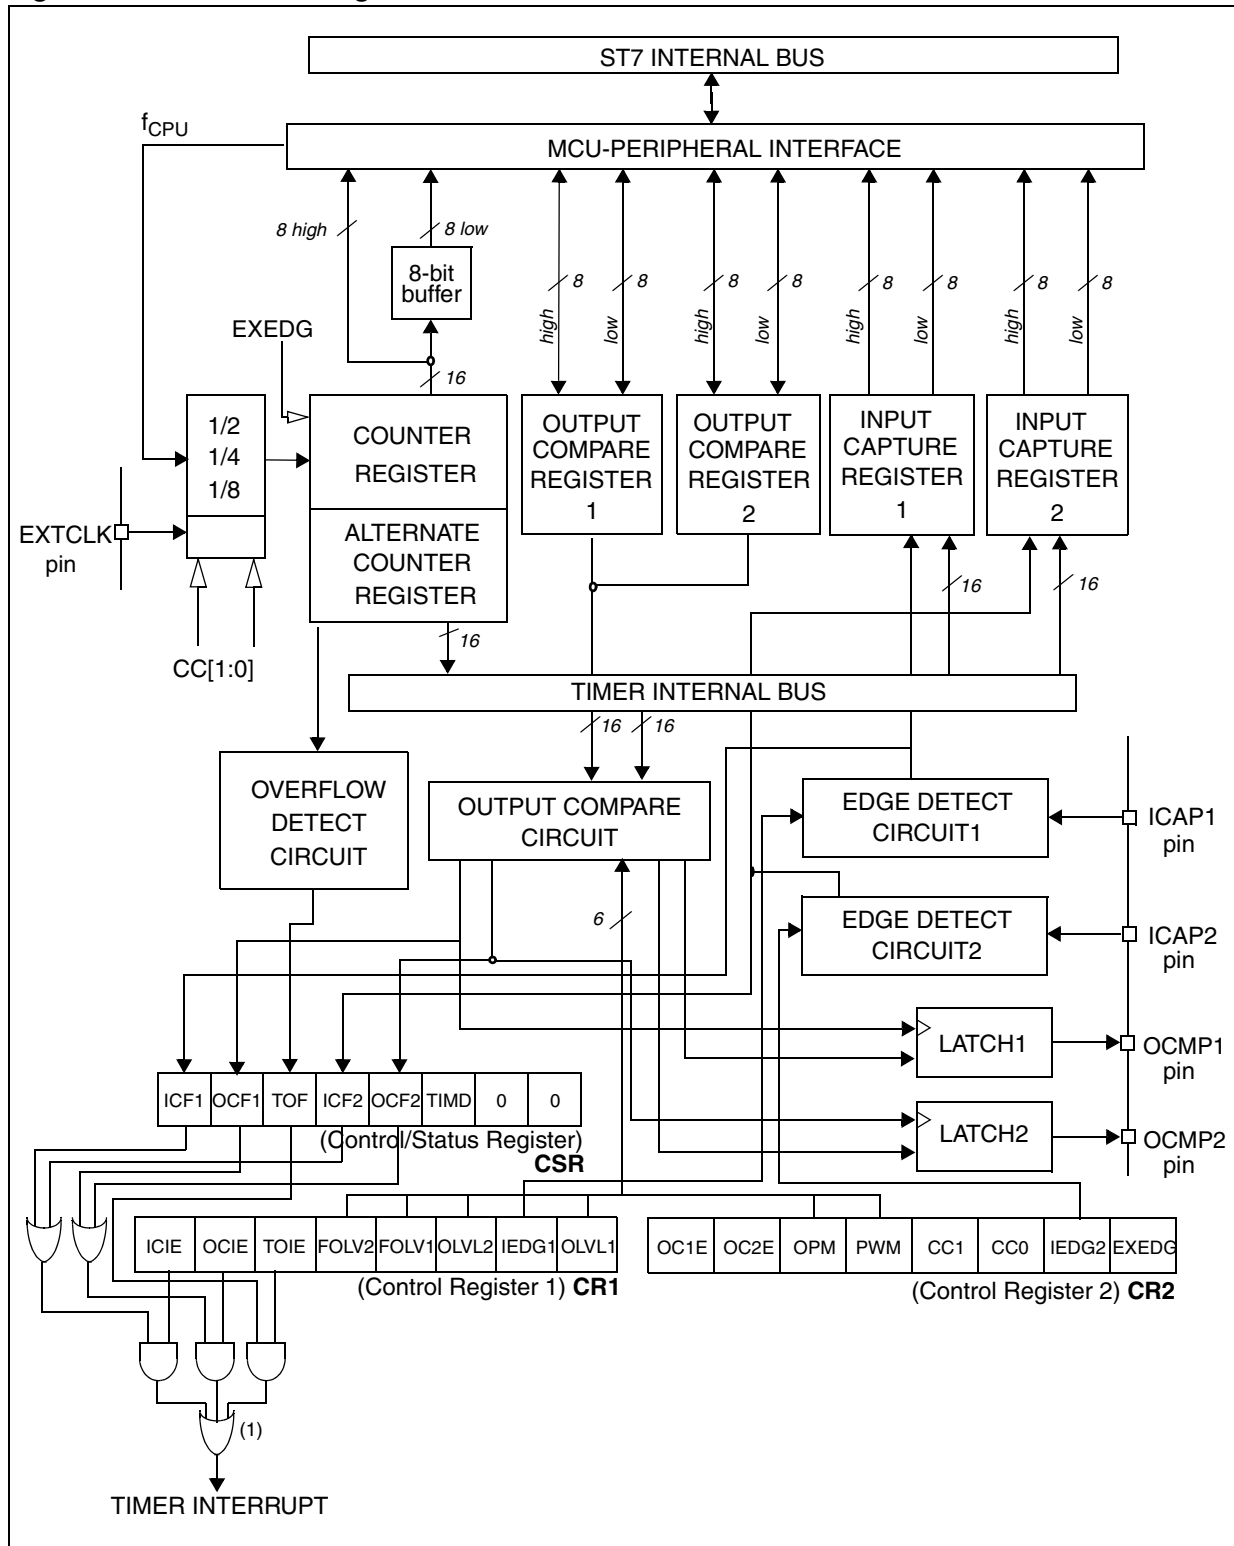 ST7 INTERNAL BUS
fCPU
MCU-PERIPHERAL INTERFACE
8 high
8 low
8-bit
buffer
8
8
8
8
8
8
8
8
high
low
high
low
high
low
high
low
EXEDG
16
1/2
1/4
1/8
COUNTER
REGISTER
OUTPUT
COMPARE
REGISTER
1
OUTPUT
COMPARE
REGISTER
2
INPUT
CAPTURE
REGISTER
1
INPUT
CAPTURE
REGISTER
2
EXTCLK
pin
ALTERNATE
COUNTER
REGISTER
16
16
16
CC[1:0]
TIMER INTERNAL BUS
16
16
OVERFLOW
DETECT
CIRCUIT
OUTPUT COMPARE
CIRCUIT
EDGE DETECT
CIRCUIT1
ICAP1
pin
6
EDGE DETECT
CIRCUIT2
ICAP2
pin
LATCH1
OCMP1
pin
ICF1 OCF1 TOF ICF2 OCF2 TIMD 0 0
(Control/Status Register)
CSR
LATCH2
OCMP2
pin
ICIE OCIE TOIE FOLV2 FOLV1 OLVL2 IEDG1 OLVL1
(Control Register 1) CR1
OC1E OC2E OPM PWM CC1 CC0 IEDG2 EXEDG
(Control Register 2) CR2
(1)
TIMER INTERRUPT